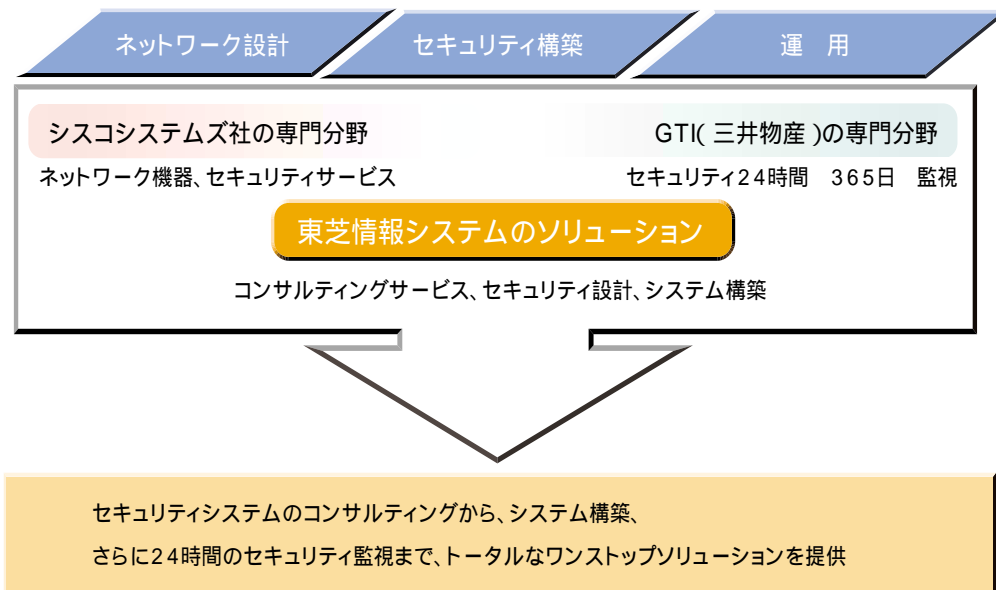 ネットワーク設計 セキュリティ構築 運 用
シスコシステムズ社の専門分野 GTI(三井物産)の専門分野
ネットワーク機器、セキュリティサービス セキュリティ24時間 365日 監視
東芝情報システムのソリューション
コンサルティングサービス、セキュリティ設計、システム構築
セキュリティシステムのコンサルティングから、システム構築、
さらに24時間のセキュリティ監視まで、トータルなワンストップソリューションを提供